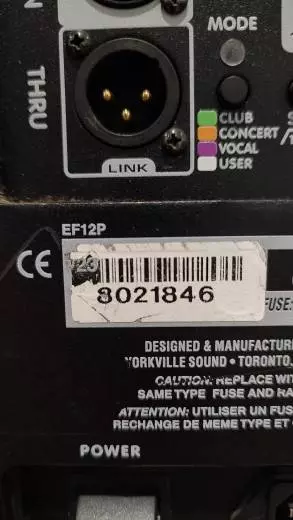 MODE
THRU
LINK
CLUB
CONCERT
VOCAL
USER
EF12P
CE
8021846
FUSE:
DESIGNED & MANUFACTUR
YORKVILLE SOUND • TORONTO,
CAUTION: REPLACE WIT
SAME TYPE FUSE AND RA
ATTENTION: UTILISER UN FUS
RECHANGE DE MEME TYPE ET
POWER